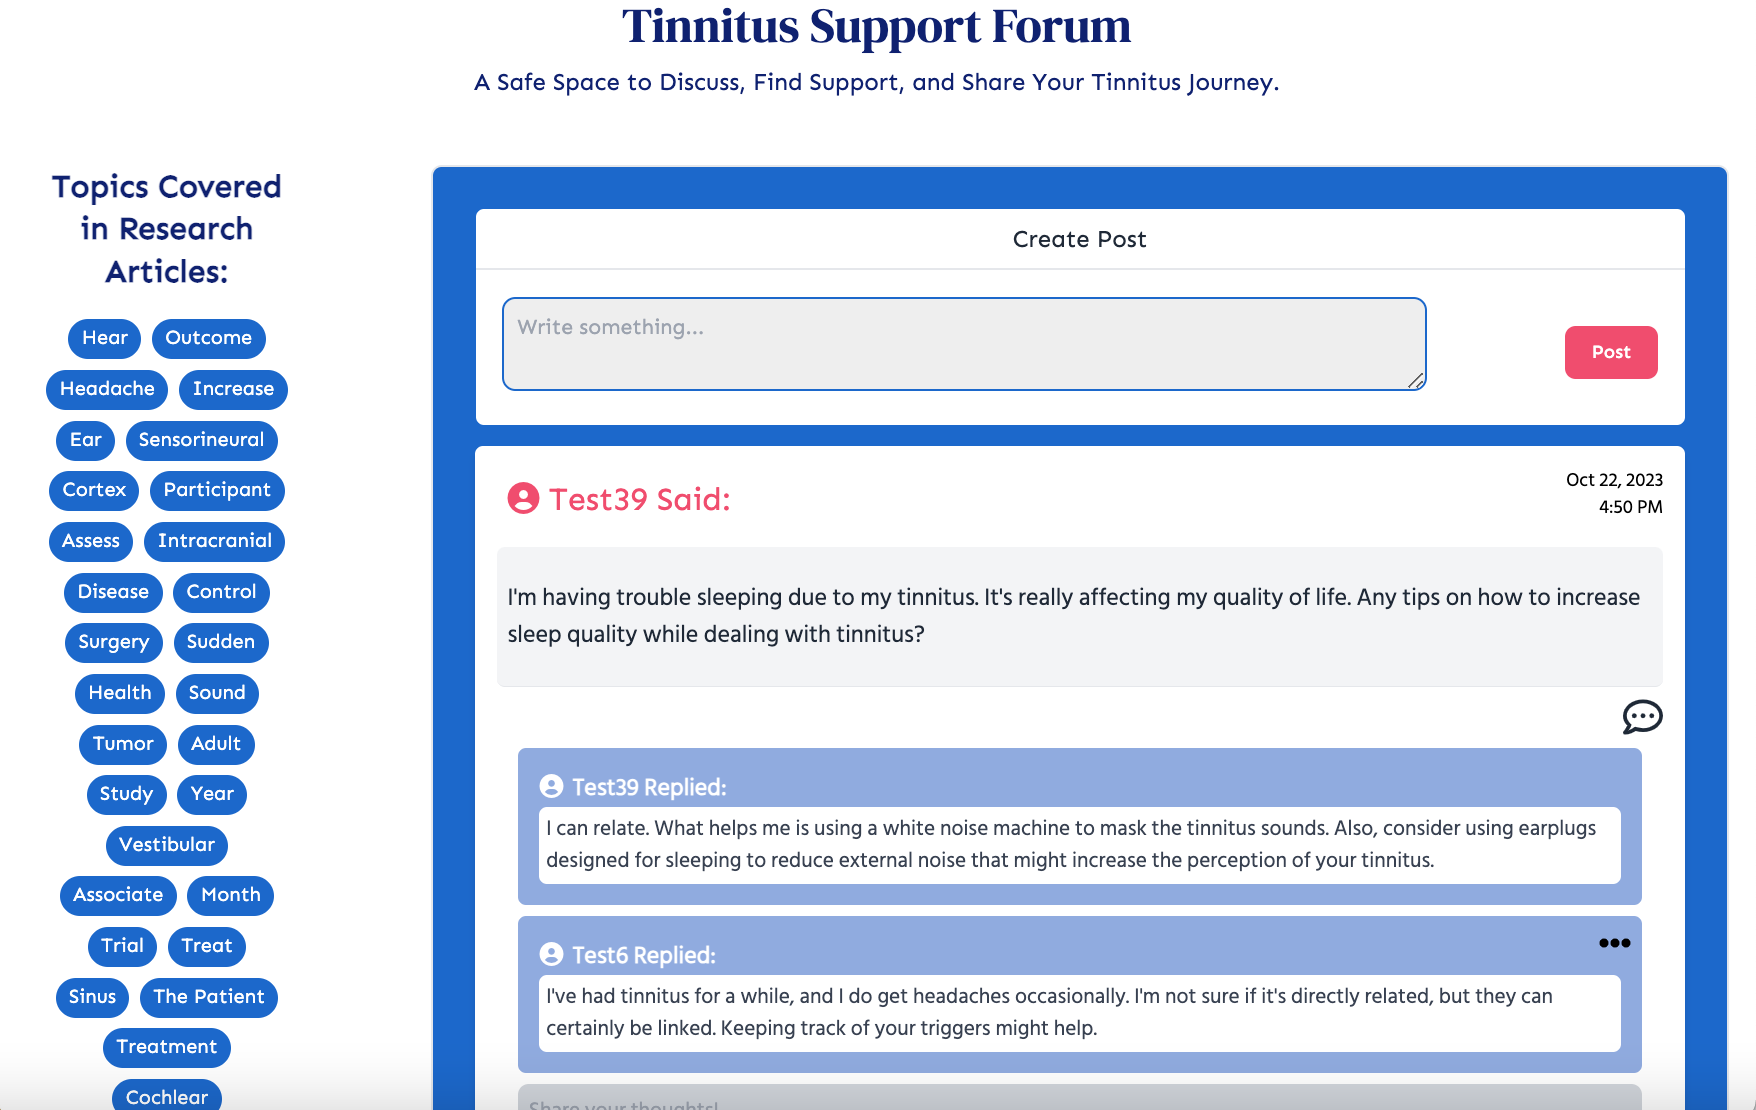 Tinnitus Support Forum
A Safe Space to Discuss, Find Support, and Share Your Tinnitus Journey.
Topics Covered
in Research
Articles:
Hear Outcome
Headache Increase
Ear Sensorineural
Cortex Participant
Assess Intracranial
Disease Control
Surgery Sudden
Health Sound
Tumor Adult
Study Year
Vestibular
Associate Month
Trial Treat
Sinus The Patient
Treatment
Cochlear
Create Post
Write something...
Post
Test39 Said:
Oct 22, 2023
4:50 PM
I'm having trouble sleeping due to my tinnitus. It's really affecting my quality of life. Any tips on how to increase
sleep quality while dealing with tinnitus?
Test39 Replied:
I can relate. What helps me is using a white noise machine to mask the tinnitus sounds. Also, consider using earplugs
designed for sleeping to reduce external noise that might increase the perception of your tinnitus.
Test6 Replied:
I've had tinnitus for a while, and I do get headaches occasionally. I'm not sure if it's directly related, but they can
certainly be linked. Keeping track of your triggers might help.
Share your thoughts!